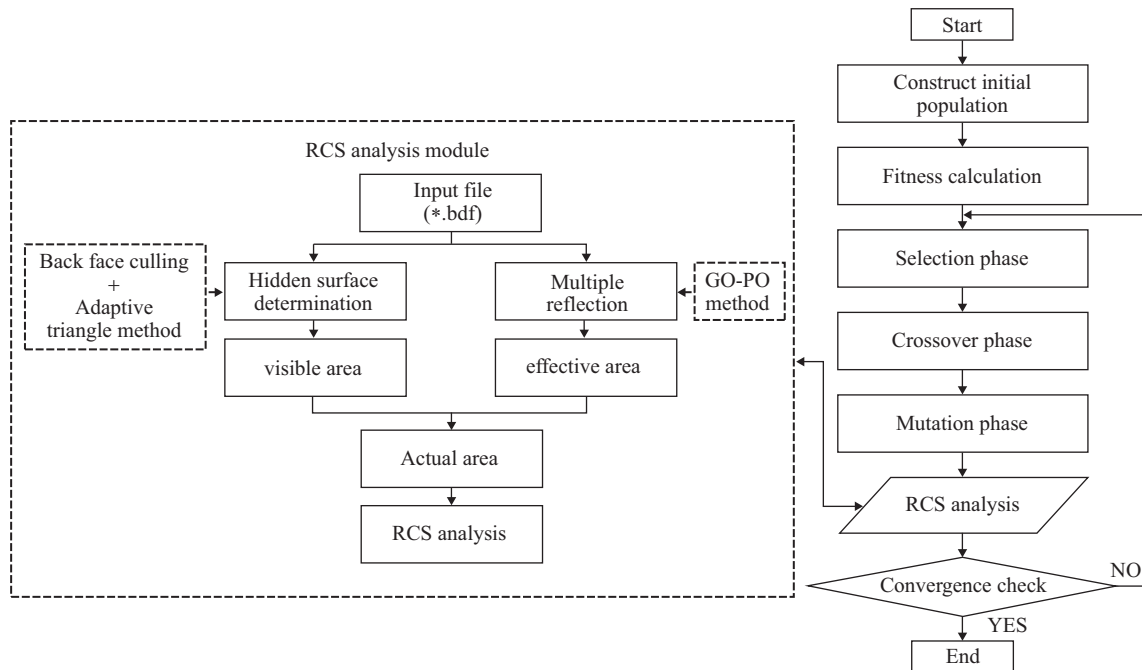 Start
Construct initial
population
Fitness calculation
Selection phase
Crossover phase
Mutation phase
RCS analysis
Convergence check
NO
YES
End
RCS analysis module
Input file
(*.bdf)
Back face culling
+
Adaptive
triangle method
Hidden surface
determination
Multiple
reflection
GO-PO
method
visible area
effective area
Actual area
RCS analysis